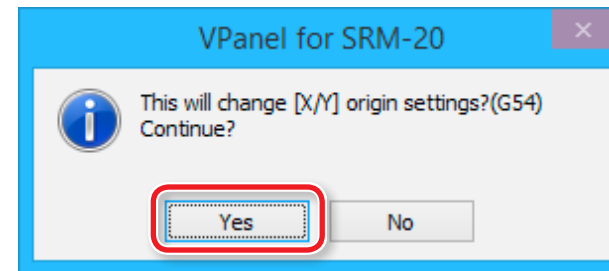 VPanel for SRM-20
This will change [X/Y] origin settings?(G54)
Continue?
Yes
No